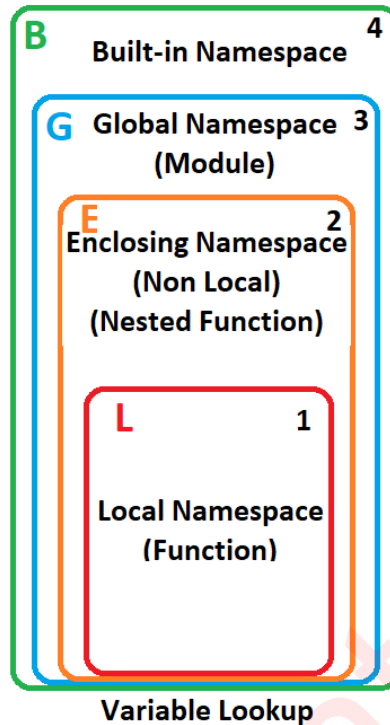 B
4
Built-in Namespace
G
3
Global Namespace
(Module)
E
2
Enclosing Namespace
(Non Local)
(Nested Function)
L
1
Local Namespace
(Function)
Variable Lookup